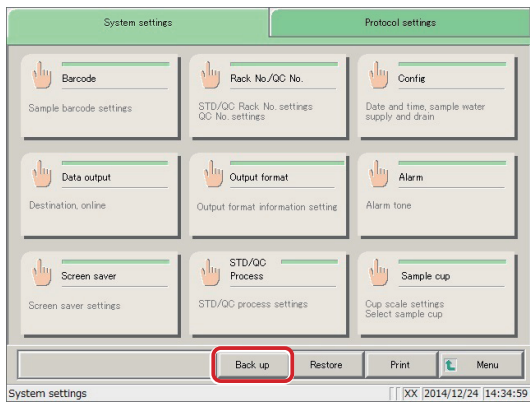 System settings
Protocol settings
Barcode
Sample barcode settings
Rack No./QC No.
STD/QC Rack No. settings
QC No. settings
Config
Date and time, sample water
supply and drain
Data output
Destination, online
Output format
Output format information setting
Alarm
Alarm tone
Screen saver
Screen saver settings
STD/QC
Process
STD/QC process settings
Sample cup
Cup scale settings
Select sample cup
Back up
Restore
Print
Menu
System settings
XX 2014/12/24 14:34:59